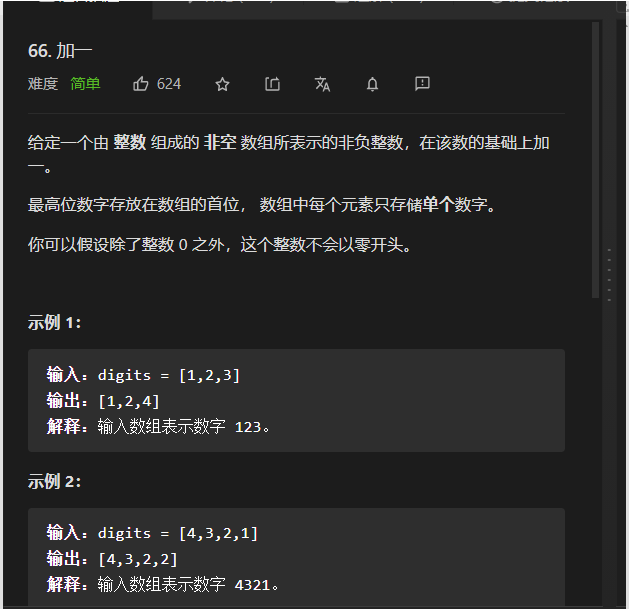 66. 加一
难度 简单 624
给定一个由 整数 组成的 非空 数组所表示的非负整数，在该数的基础上加
一。
最高位数字存放在数组的首位， 数组中每个元素只存储单个数字。
你可以假设除了整数 0 之外，这个整数不会以零开头。
示例 1：
输入：digits = [1,2,3]
输出：[1,2,4]
解释：输入数组表示数字 123。
示例 2：
输入：digits = [4,3,2,1]
输出：[4,3,2,2]
解释：输入数组表示数字 4321。